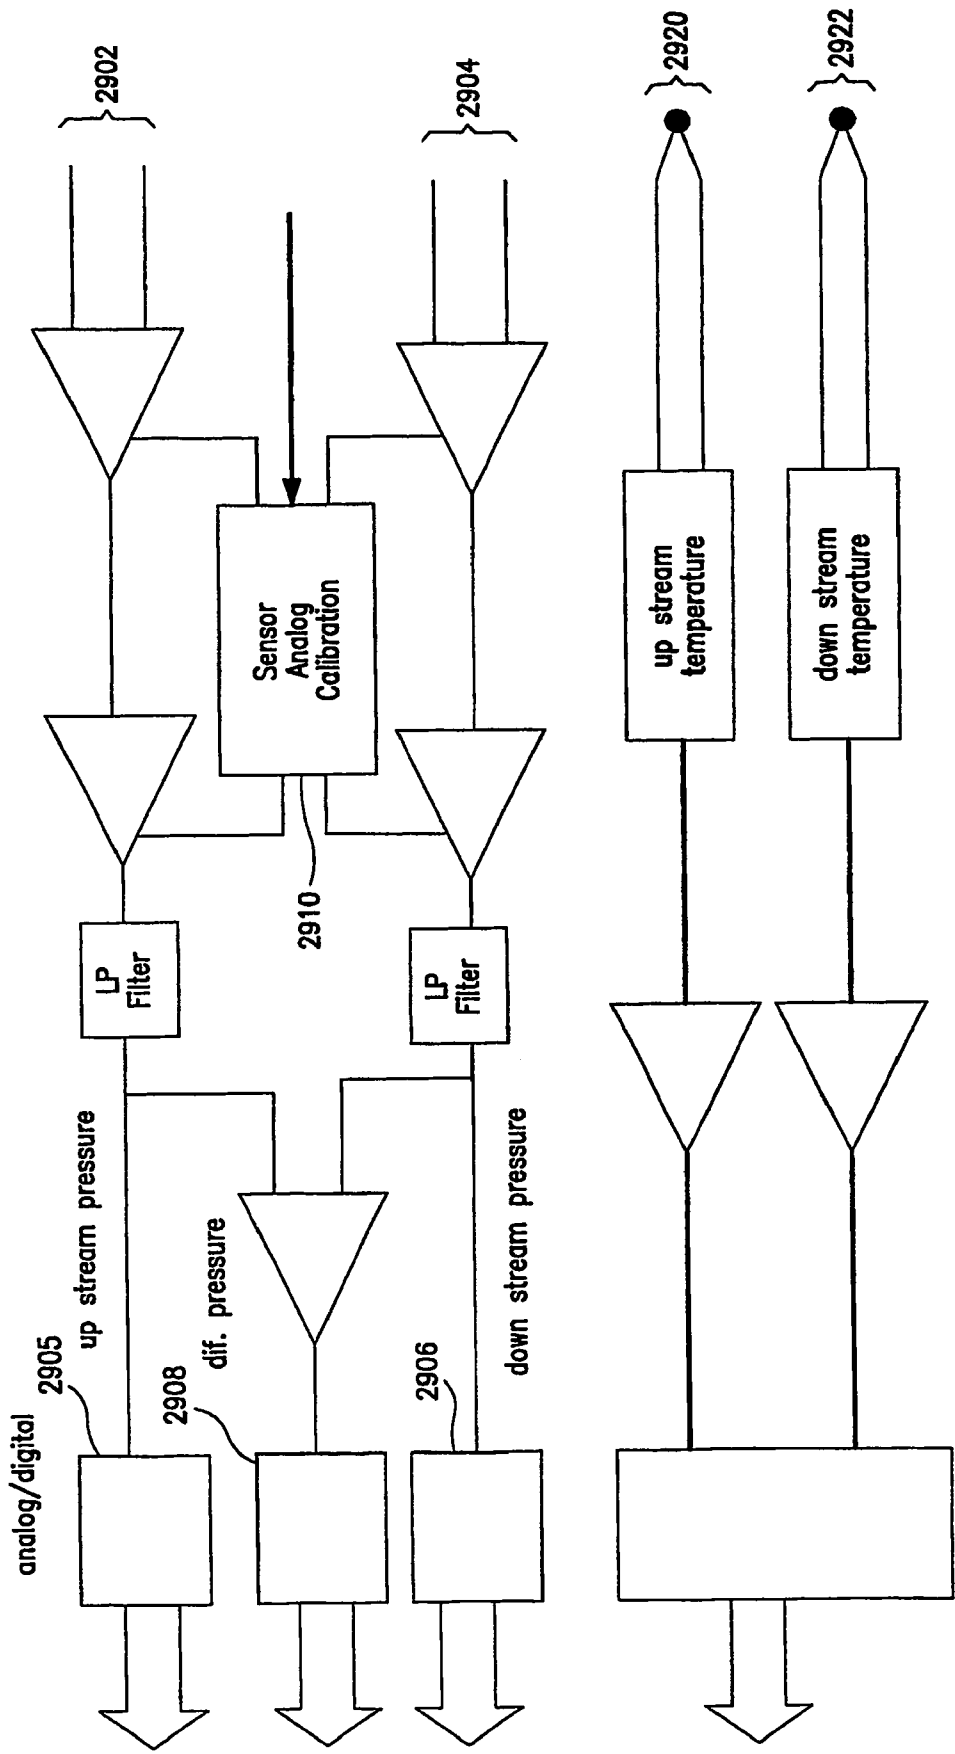 analog/digital
2905
up stream pressure
LP
Filter
2902
2908
dif. pressure
2910
Sensor
Analog
Calibration
2906
down stream pressure
LP
Filter
2904
up stream
temperature
2920
down stream
temperature
2922